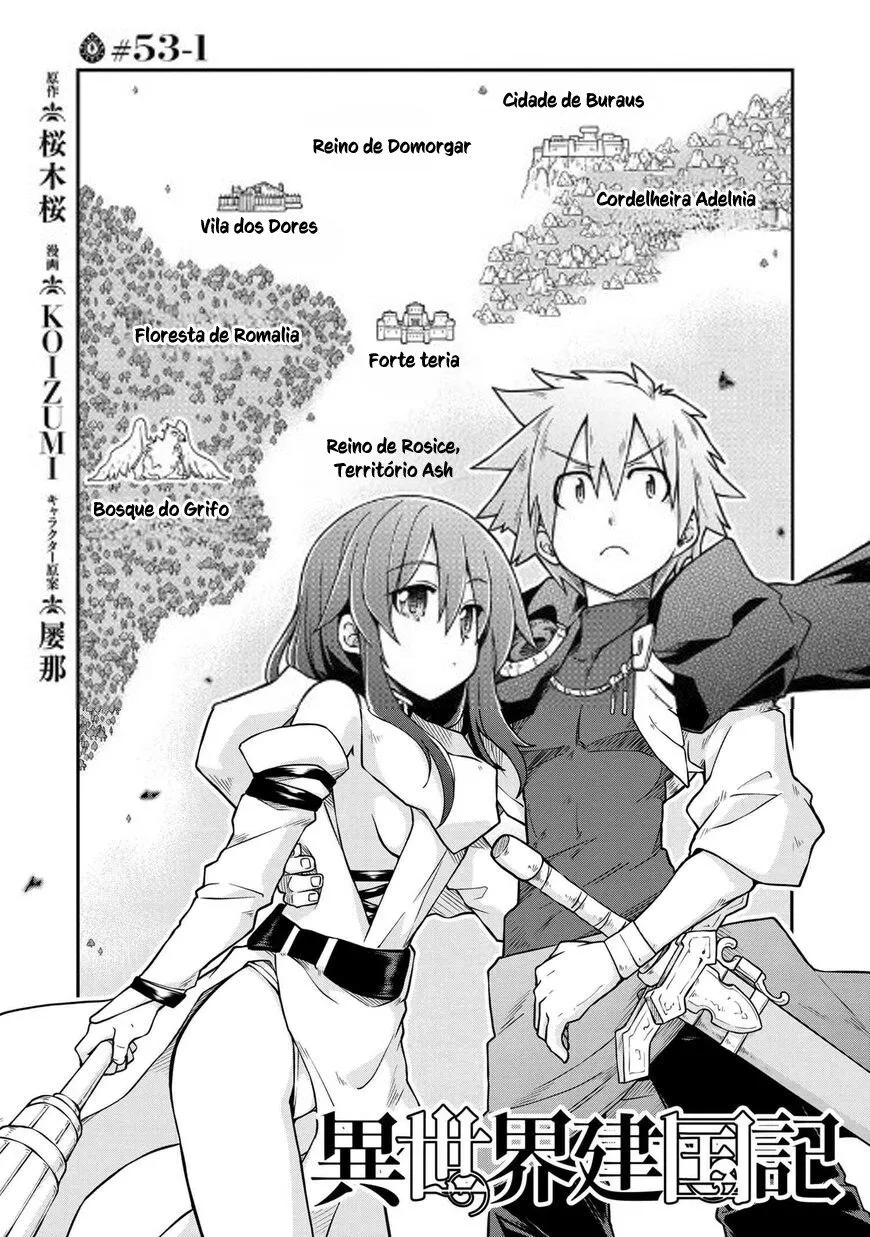 #53-1
原作 桜木桜 漫画 KOIZUMI キャラクター原案 屡那
Cidade de Buraus
Reino de Domorgar
Cordelheira Adelnia
Vila dos Dores
Floresta de Romalia
Forte teria
Reino de Rosice,
Território Ash
Bosque do Grifo
異世界建国記